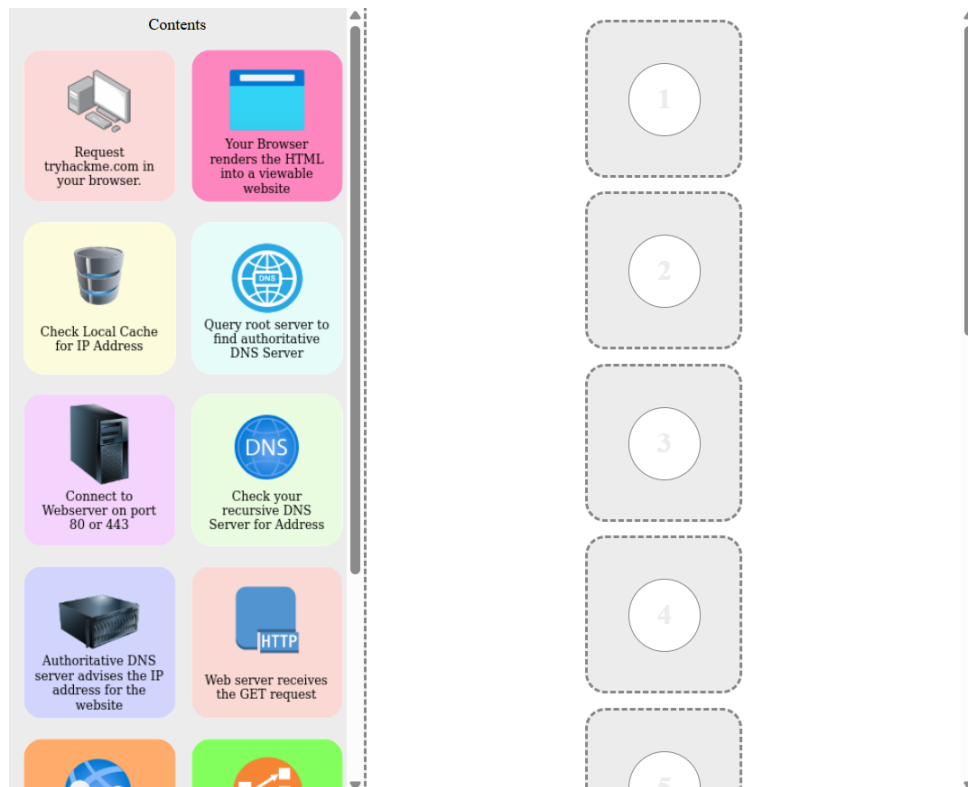 Contents
Request
tryhackme.com in
your browser.
Your Browser
renders the HTML
into a viewable
website
Check Local Cache
for IP Address
DNS
Query root server to
find authoritative
DNS Server
Connect to
Webserver on port
80 or 443
DNS
Check your
recursive DNS
Server for Address
Authoritative DNS
server advises the IP
address for the
website
HTTP
Web server receives
the GET request
1
2
3
4
5